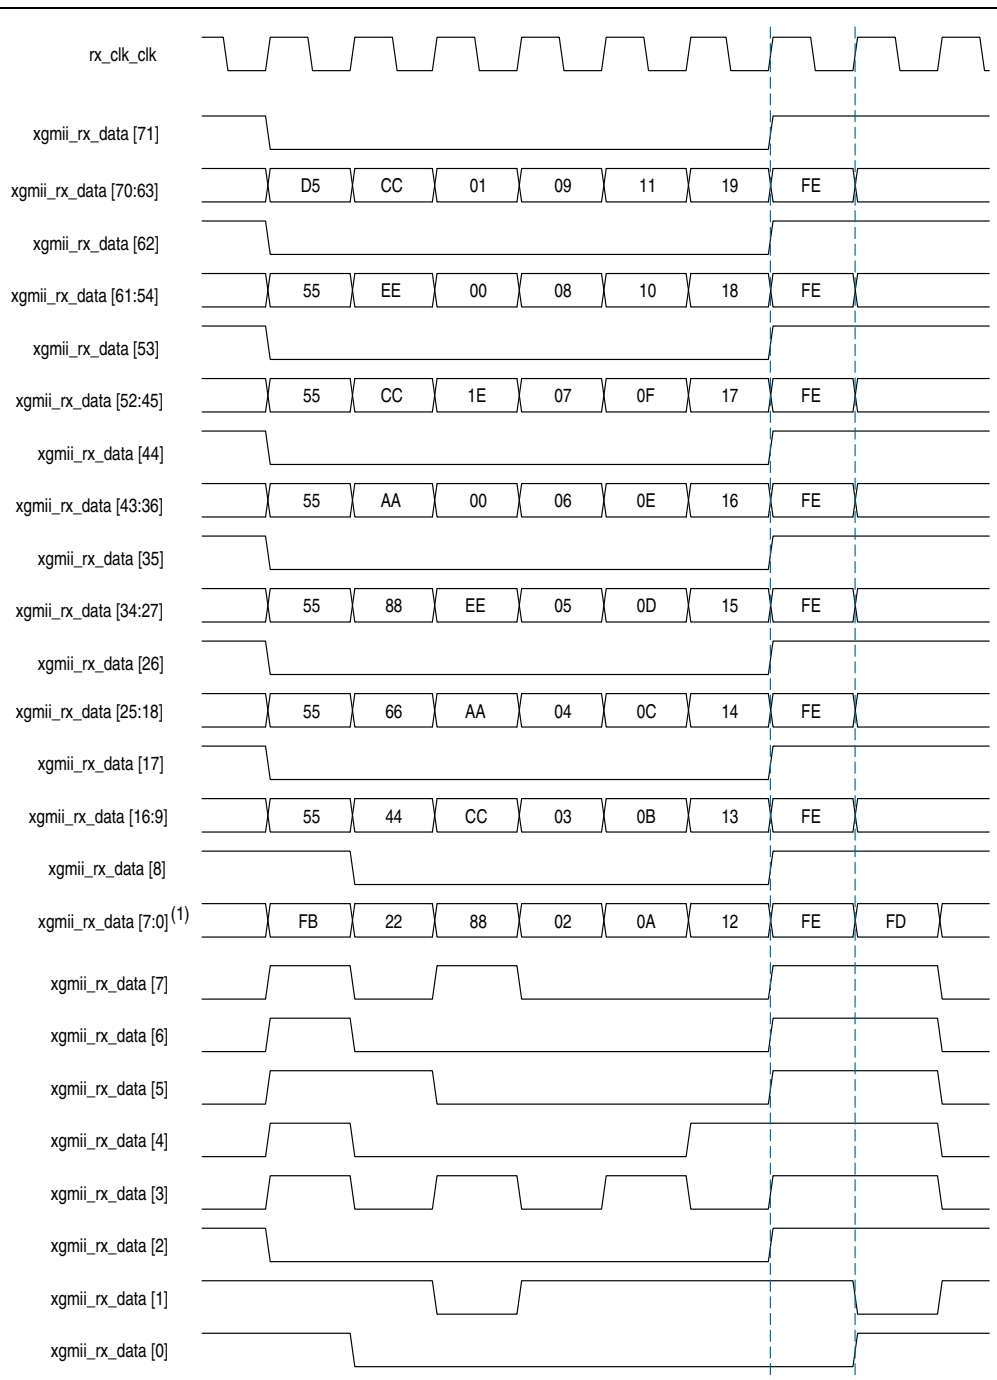 rx_clk_clk
xgmii_rx_data [71]
xgmii_rx_data [70:63] D5 CC 01 09 11 19 FE
xgmii_rx_data [62]
xgmii_rx_data [61:54] 55 EE 00 08 10 18 FE
xgmii_rx_data [53]
xgmii_rx_data [52:45] 55 CC 1E 07 0F 17 FE
xgmii_rx_data [44]
xgmii_rx_data [43:36] 55 AA 00 06 0E 16 FE
xgmii_rx_data [35]
xgmii_rx_data [34:27] 55 88 EE 05 0D 15 FE
xgmii_rx_data [26]
xgmii_rx_data [25:18] 55 66 AA 04 0C 14 FE
xgmii_rx_data [17]
xgmii_rx_data [16:9] 55 44 CC 03 0B 13 FE
xgmii_rx_data [8]
xgmii_rx_data [7:0] (1) FB 22 88 02 0A 12 FE FD
xgmii_rx_data [7]
xgmii_rx_data [6]
xgmii_rx_data [5]
xgmii_rx_data [4]
xgmii_rx_data [3]
xgmii_rx_data [2]
xgmii_rx_data [1]
xgmii_rx_data [0]